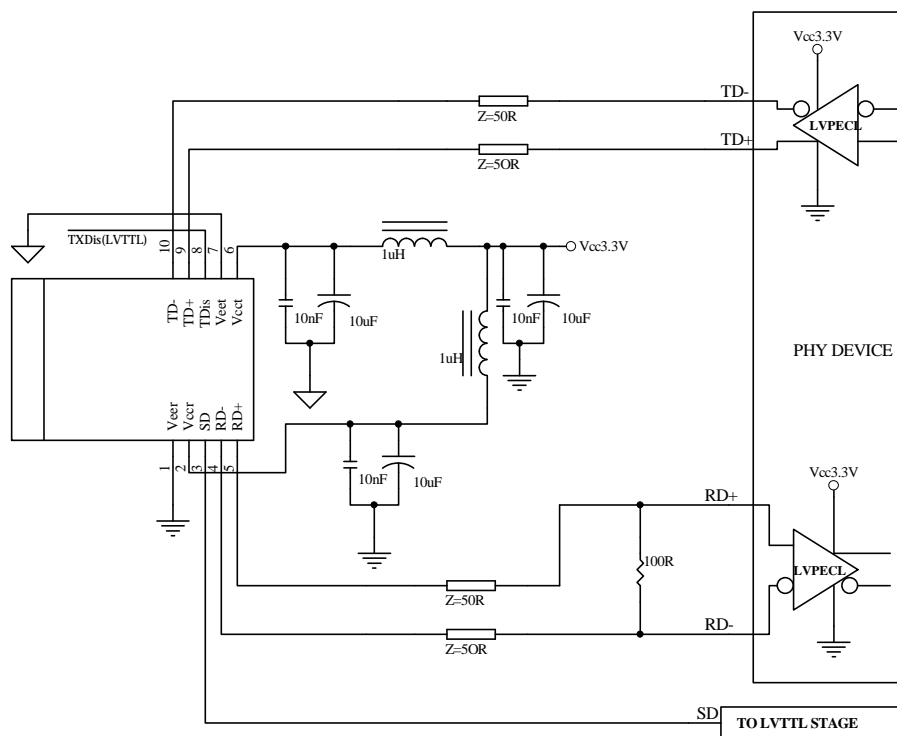 Vcc3.3V
TD-
Z=50R
LVPECL
TD+
Z=5OR
TXDis(LVTTL)
10
9
8
7
6
Vcc3.3V
1uH
TD-
TD+
TDis
Veet
Vcct
10nF
10uF
10nF
10uF
1uH
PHY DEVICE
Veer
Vccr
SD
RD-
RD+
1
2
3
4
5
10nF
10uF
Vcc3.3V
RD+
100R
LVPECL
Z=50R
RD-
Z=5OR
SD
TO LVTTL STAGE